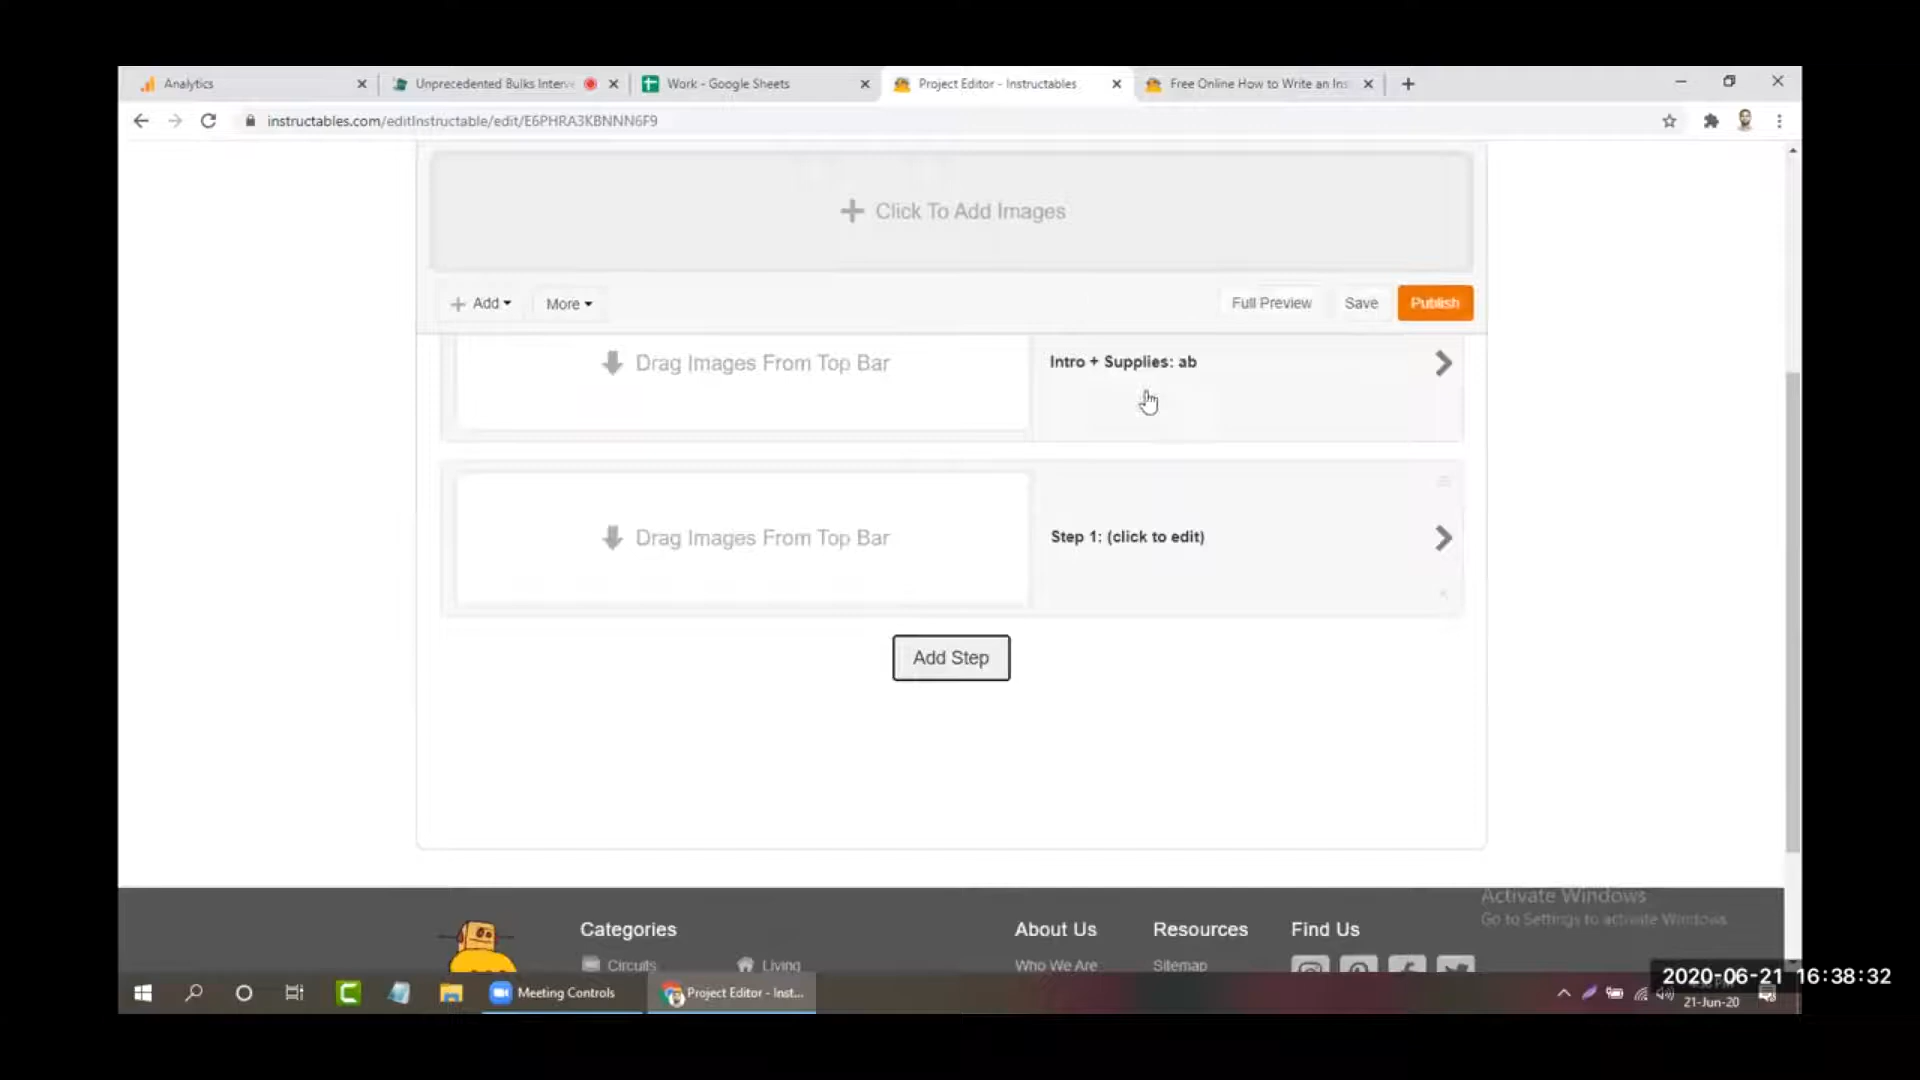 Analytics
Unprecedented Bulks Interv
Work - Google Sheets
Project Editor - Instructables
Free Online How to Write an Ins
instructables.com/editInstructable/edit/E6PHRA3KBNNN6F9
Click To Add Images
Add
More
Full Preview
Save
Publish
Drag Images From Top Bar
Intro + Supplies: ab
Drag Images From Top Bar
Step 1: (click to edit)
Add Step
Activate Windows
Go to Settings to activate Windows.
Categories
About Us
Resources
Find Us
Circuits
Living
Who We Are
Sitemap
Meeting Controls
Project Editor - Inst...
2020-06-21 16:38:32
21-Jun-20